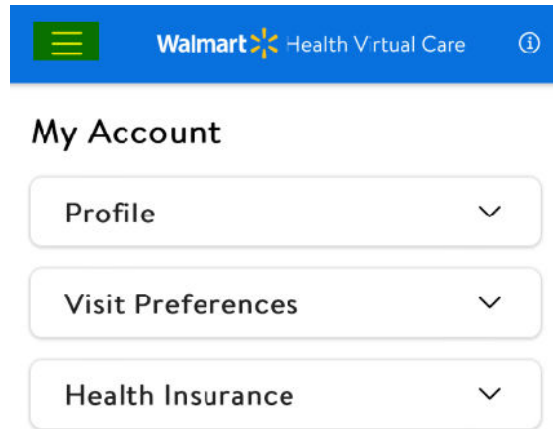 Walmart Health Virtual Care
My Account
Profile
Visit Preferences
Health Insurance